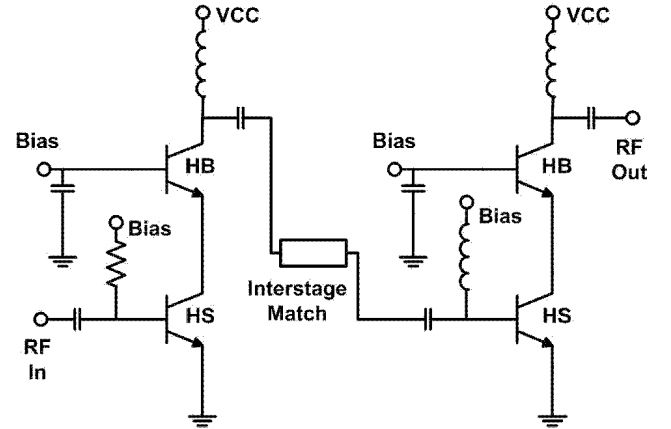 VCC
VCC
Bias
HB
Bias
HB
RF
Out
Bias
Bias
Interstage
Match
HS
HS
RF
In